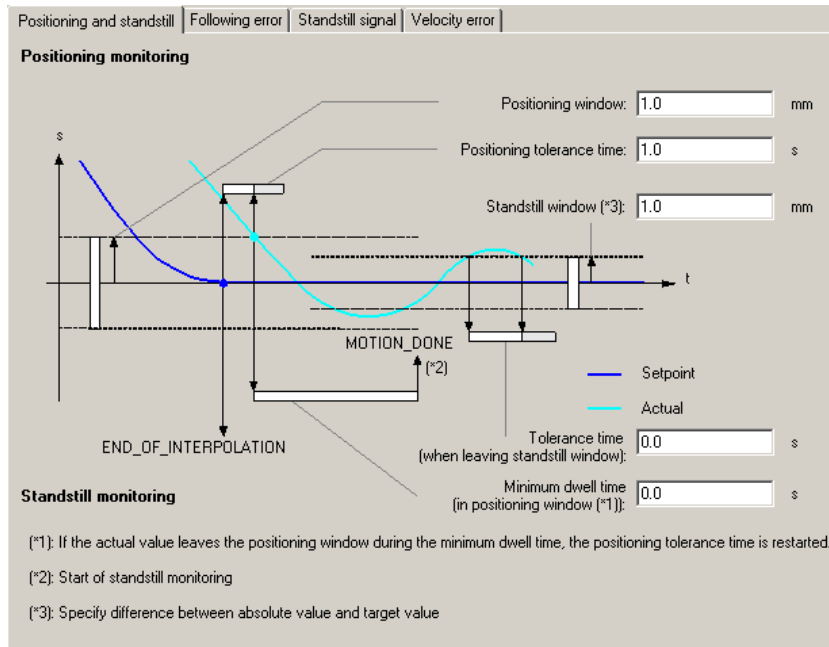 Positioning and standstill Following error Standstill signal Velocity error
Positioning monitoring
Positioning window: 1.0 mm
s
Positioning tolerance time: 1.0 s
Standstill window (*3): 1.0 mm
t
MOTION_DONE
(*2)
Setpoint
Actual
END_OF_INTERPOLATION
Tolerance time
(when leaving standstill window): 0.0 s
Minimum dwell time
(in positioning window (*1)): 0.0 s
Standstill monitoring
(*1): If the actual value leaves the positioning window during the minimum dwell time, the positioning tolerance time is restarted.
(*2): Start of standstill monitoring
(*3): Specify difference between absolute value and target value